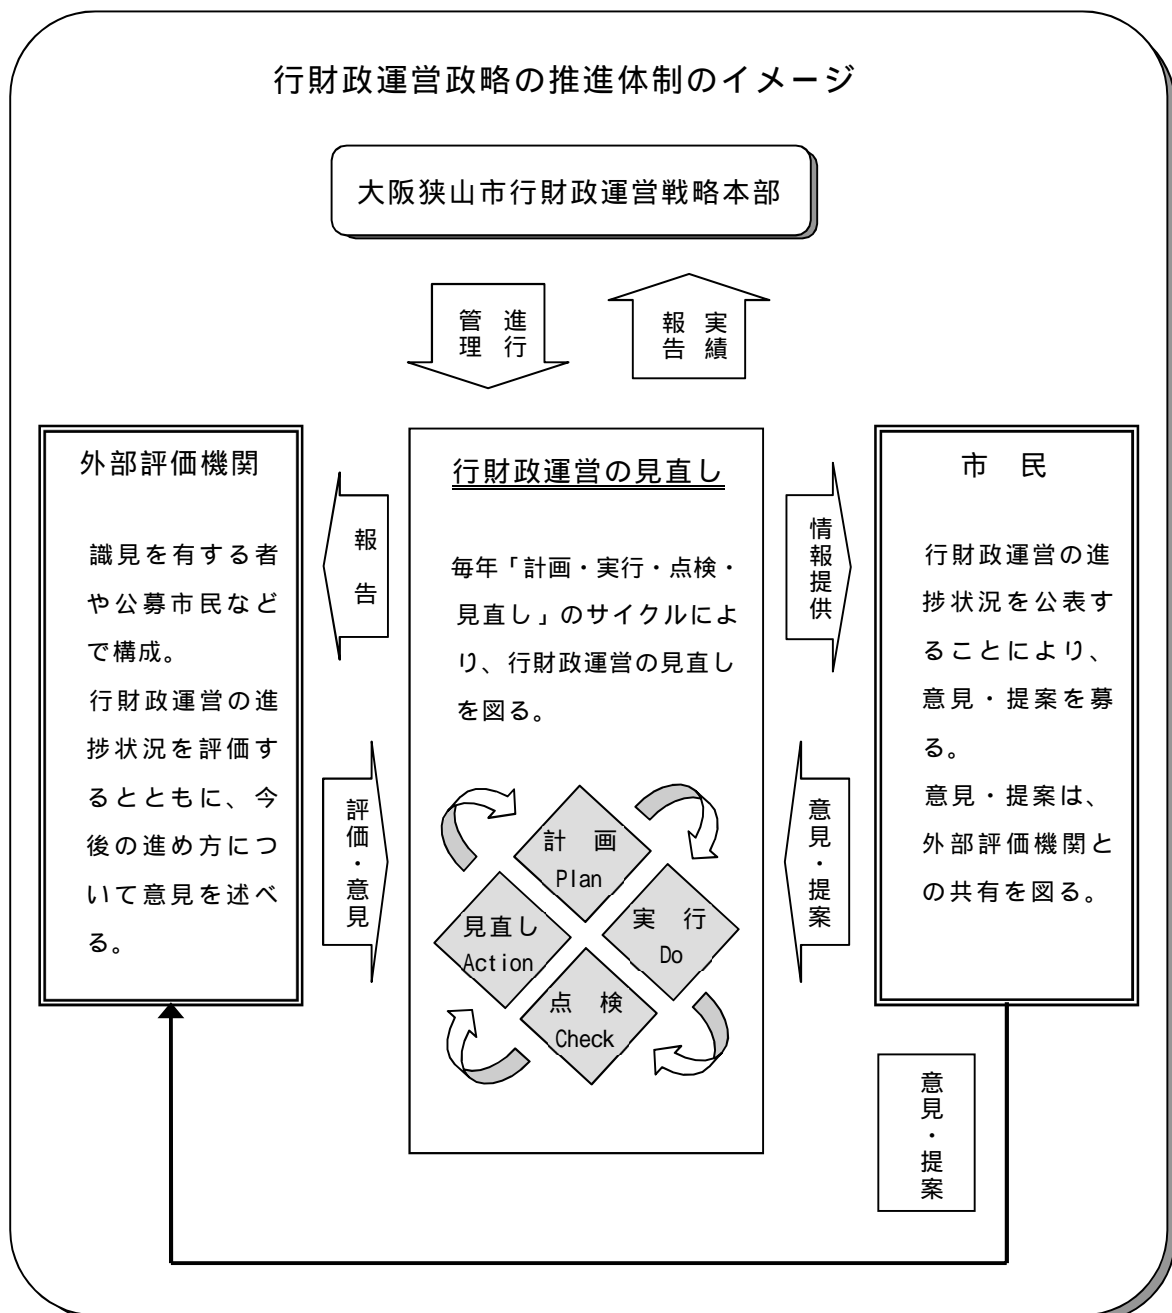 行財政運営政略の推進体制のイメージ
大阪狭山市行財政運営戦略本部
進行
管理
実績
報告
外部評価機関
識見を有する者
や公募市民など
で構成。
行財政運営の進
捗状況を評価す
るとともに、今
後の進め方につ
いて意見を述べ
る。
報告
評価・意見
行財政運営の見直し
毎年「計画・実行・点検・
見直し」のサイクルによ
り、行財政運営の見直し
を図る。
計画
Plan
実行
Do
見直し
Action
点検
Check
情報提供
意見・提案
市民
行財政運営の進
捗状況を公表す
ることにより、
意見・提案を募
る。
意見・提案は、
外部評価機関と
の共有を図る。
意見・提案